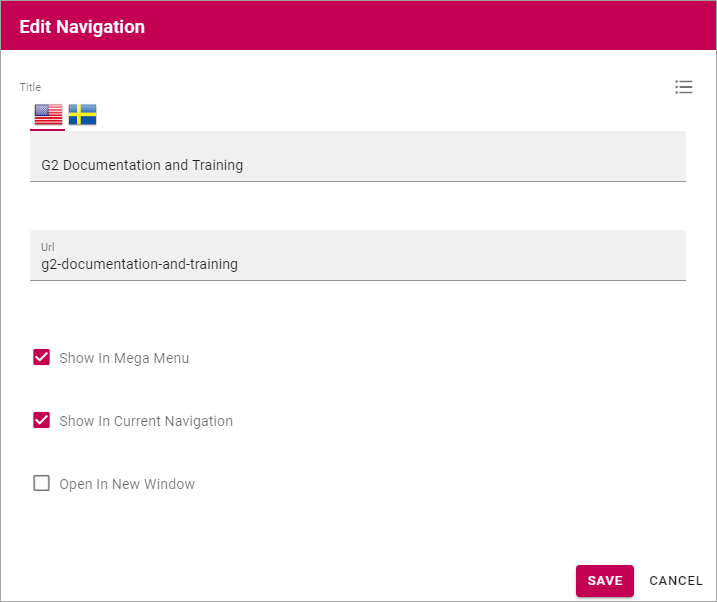 Edit Navigation
Title
G2 Documentation and Training
Url
g2-documentation-and-training
Show In Mega Menu
Show In Current Navigation
Open In New Window
SAVE CANCEL